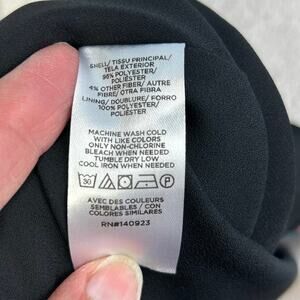 SHELL/ TISSU PRINCIPAL/
TELA EXTERIOR
96% POLYESTER/
POLIÉSTER
4% OTHER FIBER/ AUTRE
FIBRE/ OTRA FIBRA
LINING/ DOUBLURE/ FORRO
100% POLYESTER/
POLIÉSTER
MACHINE WASH COLD
WITH LIKE COLORS
ONLY NON-CHLORINE
BLEACH WHEN NEEDED
TUMBLE DRY LOW
COOL IRON WHEN NEEDED
30
AVEC DES COULEURS
SEMBLABLES / CON
COLORES SIMILARES
RN#140923